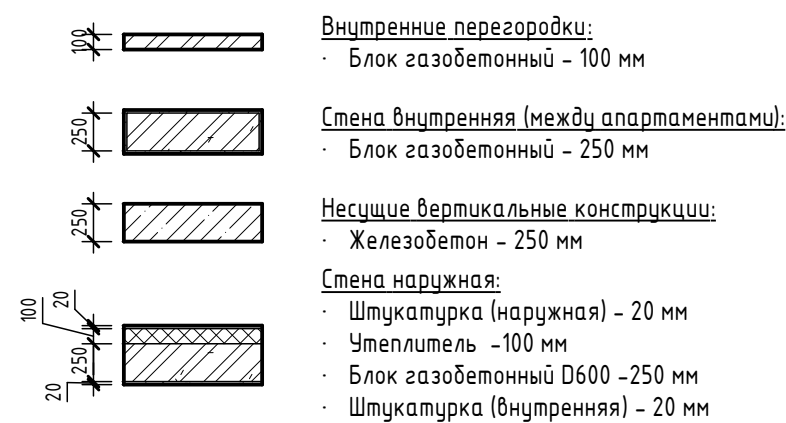 100
Внутренние перегородки:
· Блок газобетонный – 100 мм
250
Стена внутренняя (между апартаментами):
· Блок газобетонный – 250 мм
250
Несущие вертикальные конструкции:
· Железобетон – 250 мм
Стена наружная:
20
100
250
20
· Штукатурка (наружная) – 20 мм
· Утеплитель –100 мм
· Блок газобетонный D600 –250 мм
· Штукатурка (внутренняя) – 20 мм